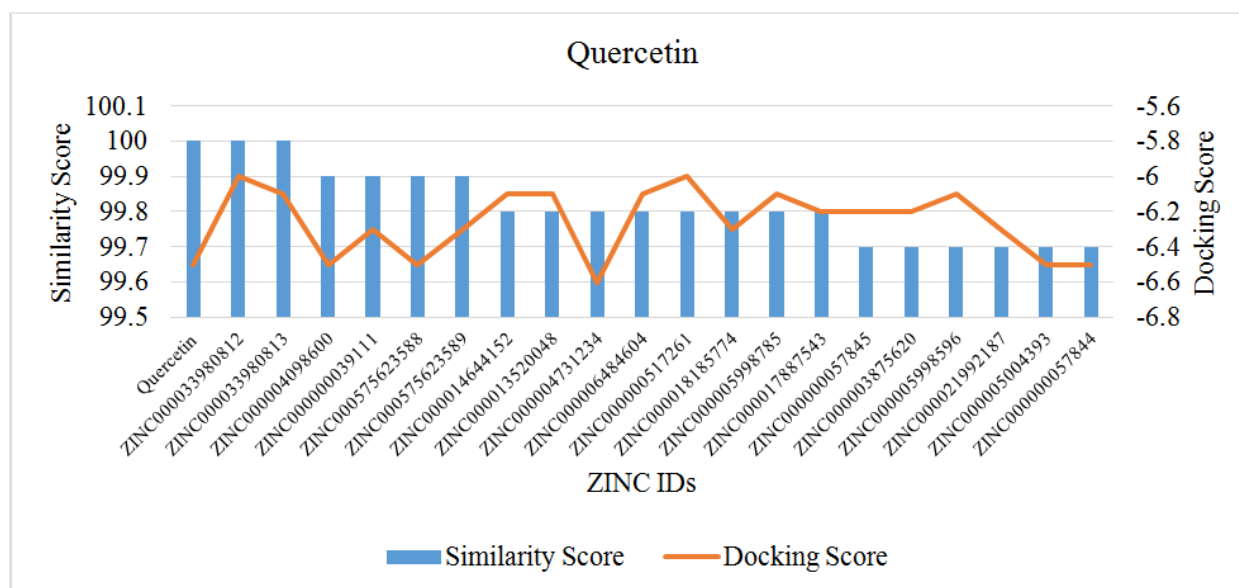 Quercetin
100.1
100
99.9
99.8
99.7
99.6
99.5
Similarity Score
-5.6
-5.8
-6
-6.2
-6.4
-6.6
-6.8
Docking Score
Quercetin
ZINC000033980812
ZINC000033980813
ZINC000004098600
ZINC000000039111
ZINC000575623588
ZINC000575623589
ZINC000014644152
ZINC000013520048
ZINC000004731234
ZINC000006484604
ZINC000000517261
ZINC000018185774
ZINC000005998785
ZINC000017887543
ZINC000000057845
ZINC000003875620
ZINC000005998596
ZINC000021992187
ZINC000005004393
ZINC000000057844
ZINC IDs
Similarity Score
Docking Score